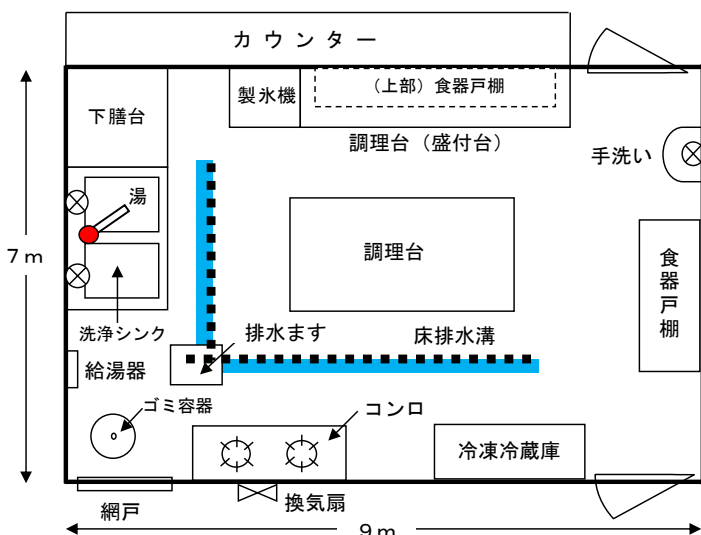 カウンター
製氷機
（上部）食器戸棚
下膳台
調理台（盛付台）
手洗い
湯
7m
調理台
食器戸棚
洗浄シンク
排水ます
床排水溝
給湯器
ゴミ容器
コンロ
冷凍冷蔵庫
網戸
換気扇
9m